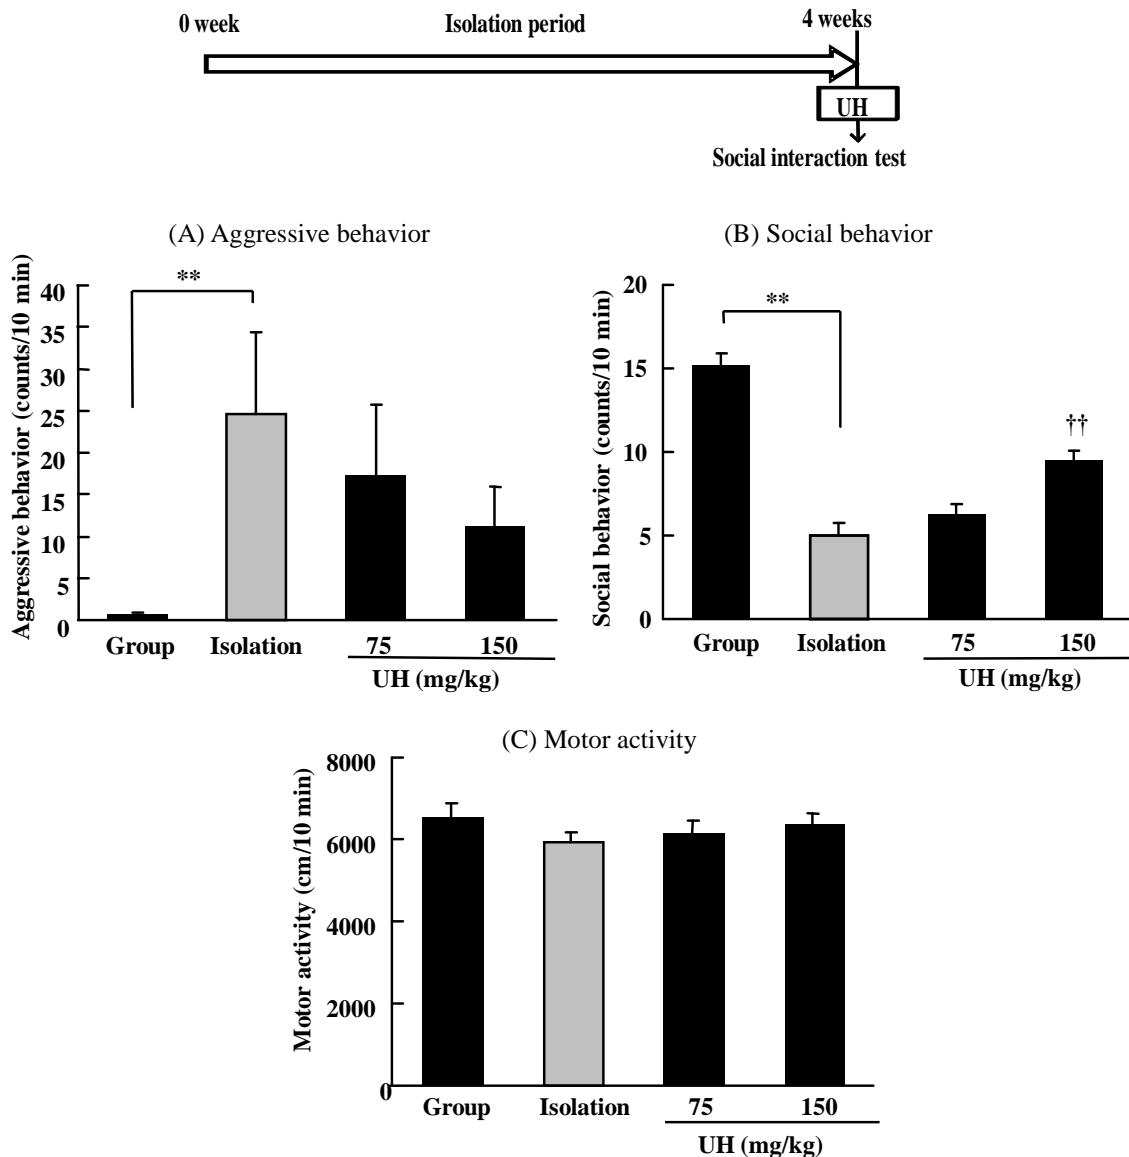 0 week
Isolation period
4 weeks
UH
Social interaction test
(A) Aggressive behavior
Aggressive behavior (counts/10 min)
40
35
30
25
20
15
10
5
0
**
Group
Isolation
75
150
UH (mg/kg)
(B) Social behavior
Social behavior (counts/10 min)
20
15
10
5
0
**
††
Group
Isolation
75
150
UH (mg/kg)
(C) Motor activity
Motor activity (cm/10 min)
8000
6000
4000
2000
0
Group
Isolation
75
150
UH (mg/kg)